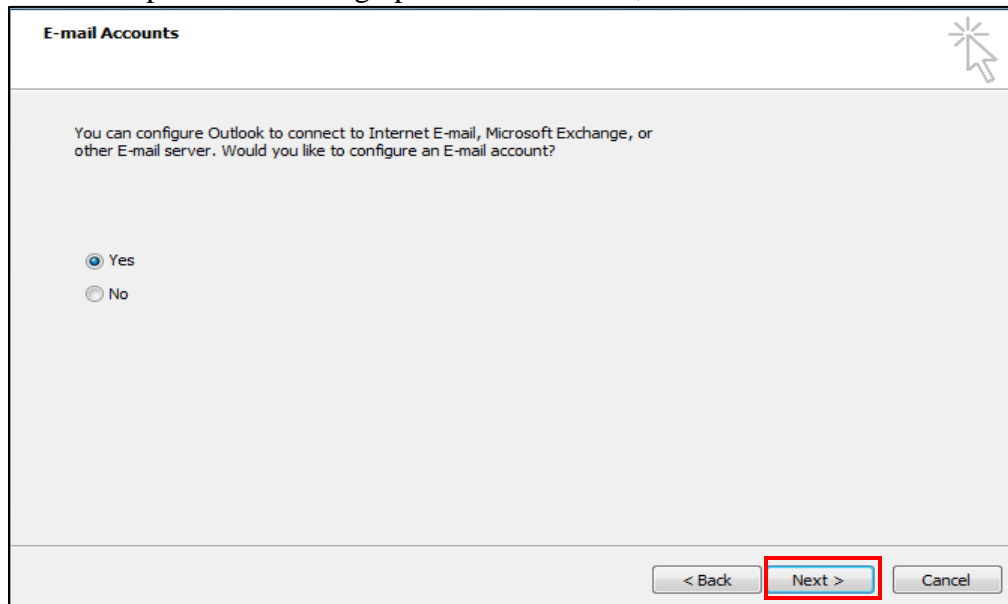 E-mail Accounts
You can configure Outlook to connect to Internet E-mail, Microsoft Exchange, or
other E-mail server. Would you like to configure an E-mail account?
Yes
No
< Back Next > Cancel